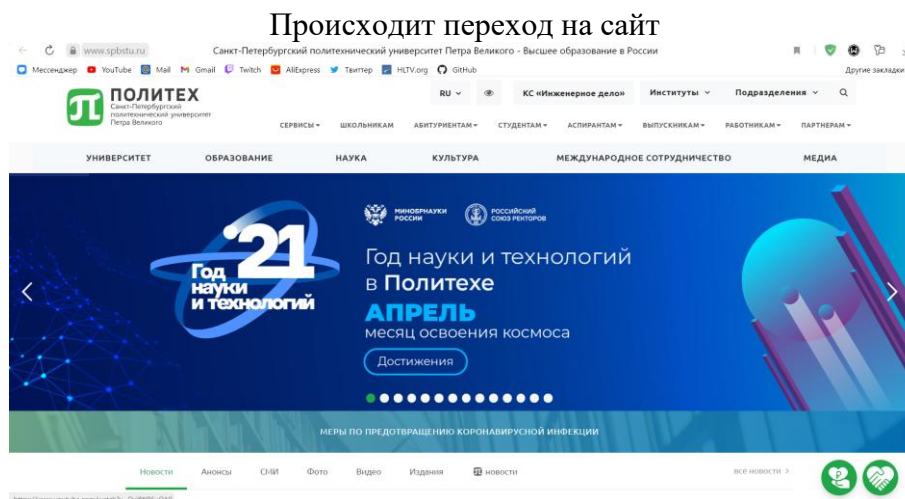 Происходит переход на сайт
www.spbstu.ru Санкт-Петербургский политехнический университет Петра Великого - Высшее образование в России
Мессенджер YouTube Mail Gmail Twitch AliExpress Твиттер HLTV.org GitHub Другие закладки
ПОЛИТЕХ
Санкт-Петербургский
политехнический университет
Петра Великого
RU КС «Инженерное дело» Институты Подразделения
СЕРВИСЫ ШКОЛЬНИКАМ АБИТУРИЕНТАМ СТУДЕНТАМ АСПИРАНТАМ ВЫПУСКНИКАМ РАБОТНИКАМ ПАРТНЕРАМ
УНИВЕРСИТЕТ ОБРАЗОВАНИЕ НАУКА КУЛЬТУРА МЕЖДУНАРОДНОЕ СОТРУДНИЧЕСТВО МЕДИА
'21
Год
науки
и технологий
МИНОБРНАУКИ
РОССИИ
РОССИЙСКИЙ
СОЮЗ РЕКТОРОВ
Год науки и технологий
в Политехе
АПРЕЛЬ
месяц освоения космоса
Достижения
МЕРЫ ПО ПРЕДОТВРАЩЕНИЮ КОРОНАВИРУСНОЙ ИНФЕКЦИИ
Новости Анонсы СМИ Фото Видео Издания НОВОСТИ ВСЕ НОВОСТИ